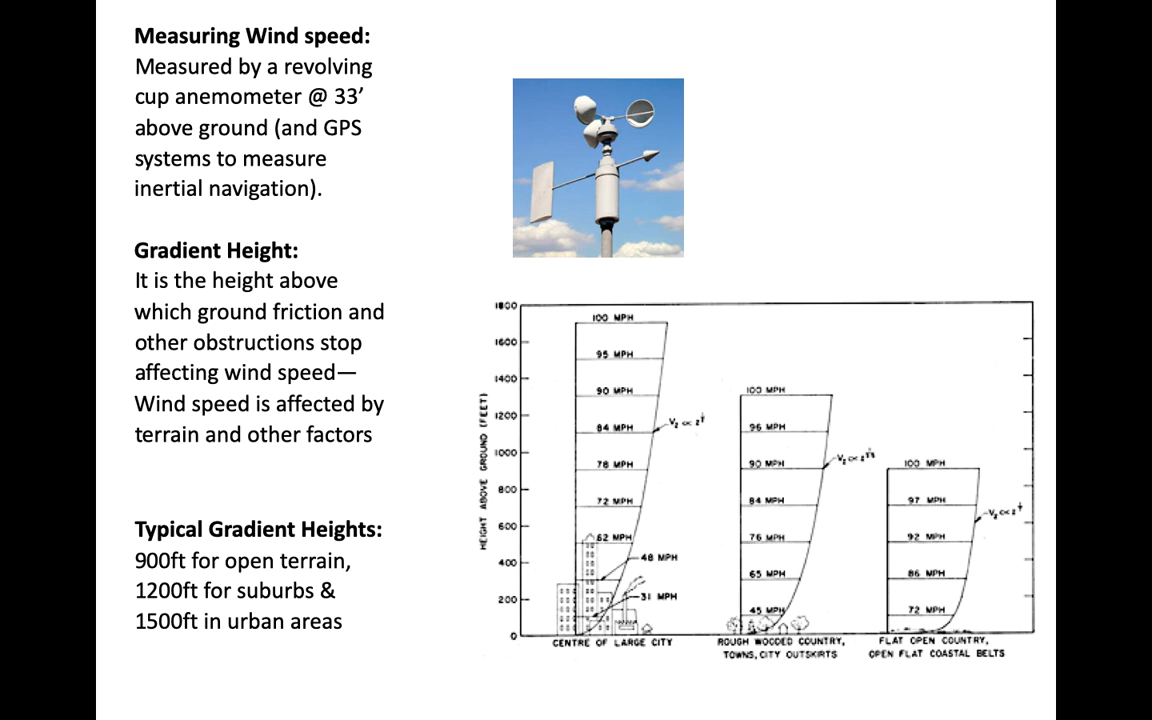 Measuring Wind speed:
Measured by a revolving
cup anemometer @ 33’
above ground (and GPS
systems to measure
inertial navigation).
Gradient Height:
It is the height above
which ground friction and
other obstructions stop
affecting wind speed—
Wind speed is affected by
terrain and other factors
Typical Gradient Heights:
900ft for open terrain,
1200ft for suburbs &
1500ft in urban areas
HEIGHT ABOVE GROUND (FEET)
1800
1600
1400
1200
1000
800
600
400
200
0
100 MPH
95 MPH
90 MPH
84 MPH
78 MPH
72 MPH
62 MPH
48 MPH
31 MPH
CENTRE OF LARGE CITY
100 MPH
96 MPH
90 MPH
84 MPH
76 MPH
65 MPH
45 MPH
ROUGH WOODED COUNTRY,
TOWNS, CITY OUTSKIRTS
100 MPH
97 MPH
92 MPH
86 MPH
72 MPH
FLAT OPEN COUNTRY,
OPEN FLAT COASTAL BELTS